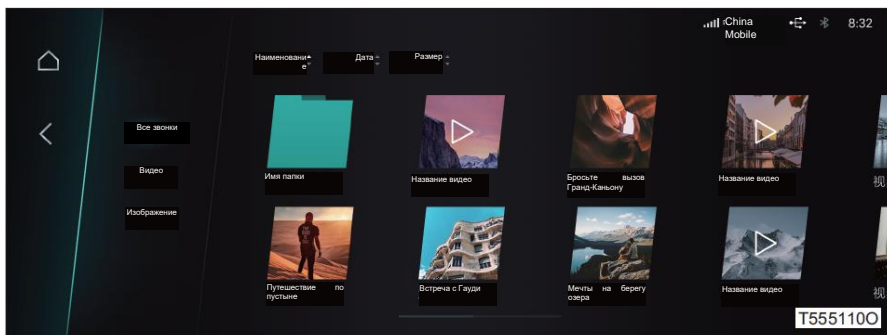 China
Mobile
8:32
Наименовани
е
Дата
Размер
Все звонки
Видео
Изображение
Имя папки
Название видео
Бросьте вызов
Гранд-Каньону
Название видео
视
Путешествие по
пустыне
Встреча с Гауди
Мечты на берегу
озера
Название видео
视
T555110O